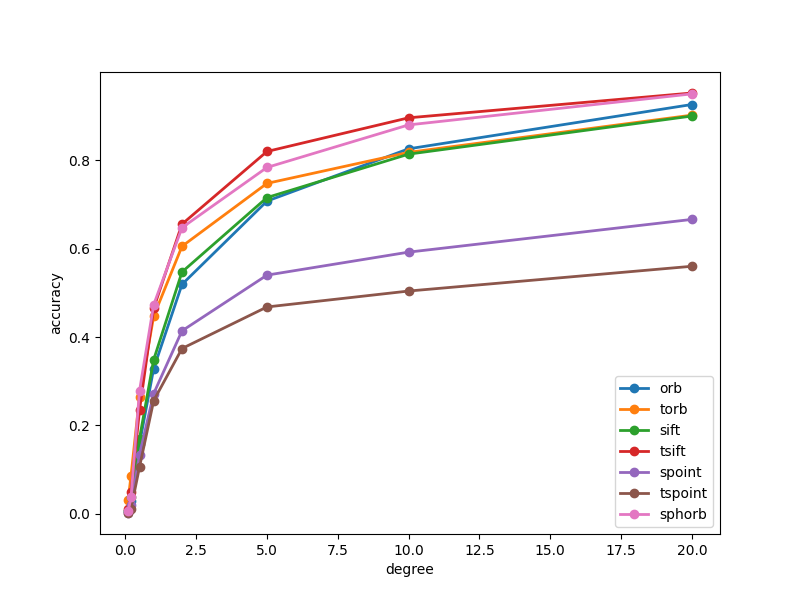 0.8
0.6
0.4
0.2
0.0
accuracy
0.0 2.5 5.0 7.5 10.0 12.5 15.0 17.5 20.0
degree
orb
torb
sift
tsift
spoint
tspoint
sphorb